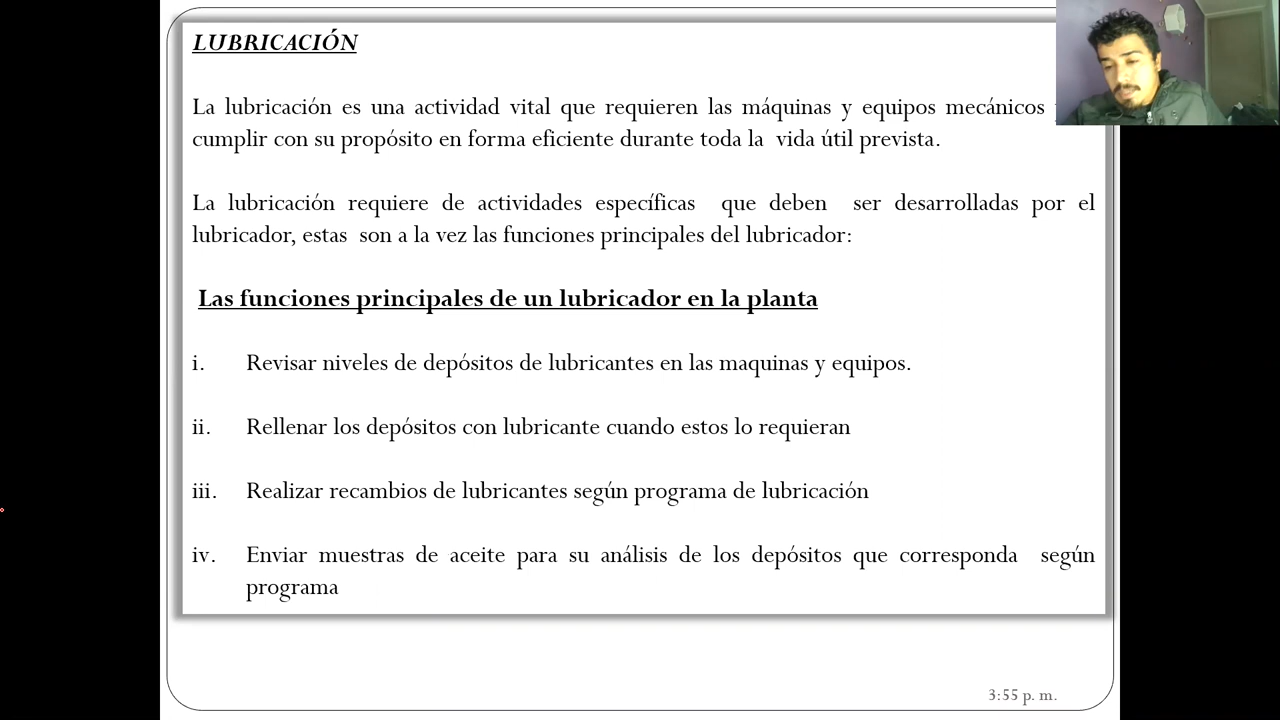 LUBRICACIÓN
La lubricación es una actividad vital que requieren las máquinas y equipos mecánicos
cumplir con su propósito en forma eficiente durante toda la vida útil prevista.
La lubricación requiere de actividades específicas que deben ser desarrolladas por el
lubricador, estas son a la vez las funciones principales del lubricador:
Las funciones principales de un lubricador en la planta
i. Revisar niveles de depósitos de lubricantes en las maquinas y equipos.
ii. Rellenar los depósitos con lubricante cuando estos lo requieran
iii. Realizar recambios de lubricantes según programa de lubricación
iv. Enviar muestras de aceite para su análisis de los depósitos que corresponda según
programa
3:55 p. m.